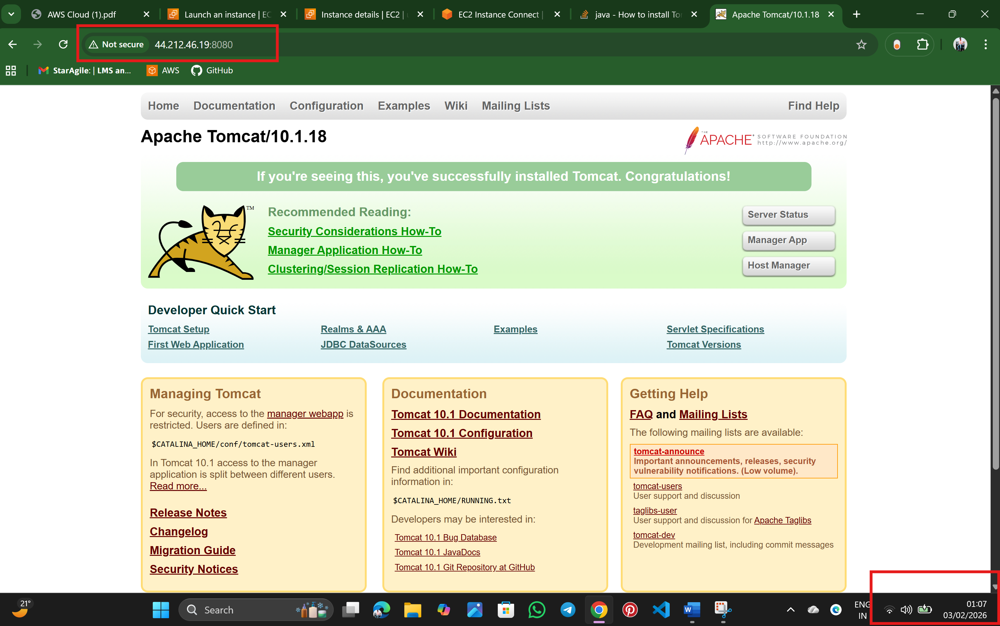 AWS Cloud (1).pdf
Launch an instance | EC
Instance details | EC2 |
EC2 Instance Connect |
java - How to install To
Apache Tomcat/10.1.18
Not secure
44.212.46.19:8080
StarAgile: | LMS an...
AWS
GitHub
Home
Documentation
Configuration
Examples
Wiki
Mailing Lists
Find Help
Apache Tomcat/10.1.18
THE
APACHE®
SOFTWARE FOUNDATION
http://www.apache.org/
If you're seeing this, you've successfully installed Tomcat. Congratulations!
TM
Recommended Reading:
Security Considerations How-To
Manager Application How-To
Clustering/Session Replication How-To
Server Status
Manager App
Host Manager
Developer Quick Start
Tomcat Setup
First Web Application
Realms & AAA
JDBC DataSources
Examples
Servlet Specifications
Tomcat Versions
Managing Tomcat
For security, access to the manager webapp is
restricted. Users are defined in:
$CATALINA_HOME/conf/tomcat-users.xml
In Tomcat 10.1 access to the manager
application is split between different users.
Read more...
Release Notes
Changelog
Migration Guide
Security Notices
Documentation
Tomcat 10.1 Documentation
Tomcat 10.1 Configuration
Tomcat Wiki
Find additional important configuration
information in:
$CATALINA_HOME/RUNNING.txt
Developers may be interested in:
Tomcat 10.1 Bug Database
Tomcat 10.1 JavaDocs
Tomcat 10.1 Git Repository at GitHub
Getting Help
FAQ and Mailing Lists
The following mailing lists are available:
tomcat-announce
Important announcements, releases, security
vulnerability notifications. (Low volume).
tomcat-users
User support and discussion
taglibs-user
User support and discussion for Apache Taglibs
tomcat-dev
Development mailing list, including commit messages
21°
Search
ENG
IN
01:07
03/02/2026